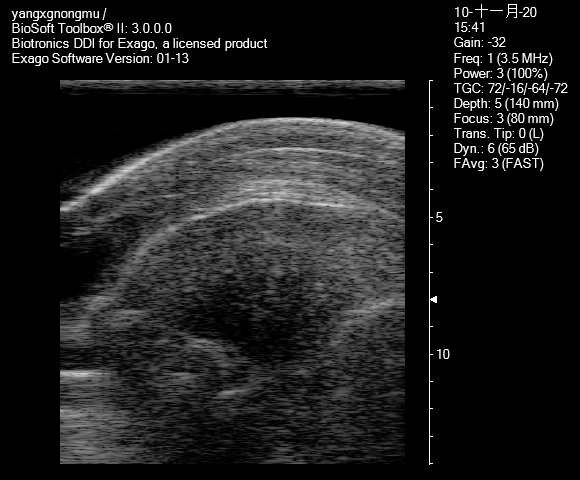 yangxgnongmu /
BioSoft Toolbox® II: 3.0.0.0
Biotronics DDI for Exago, a licensed product
Exago Software Version: 01-13
10-十一月-20
15:41
Gain: -32
Freq: 1 (3.5 MHz)
Power: 3 (100%)
TGC: 72/-16/-64/-72
Depth: 5 (140 mm)
Focus: 3 (80 mm)
Trans. Tip: 0 (L)
Dyn.: 6 (65 dB)
FAvg: 3 (FAST)
5
10